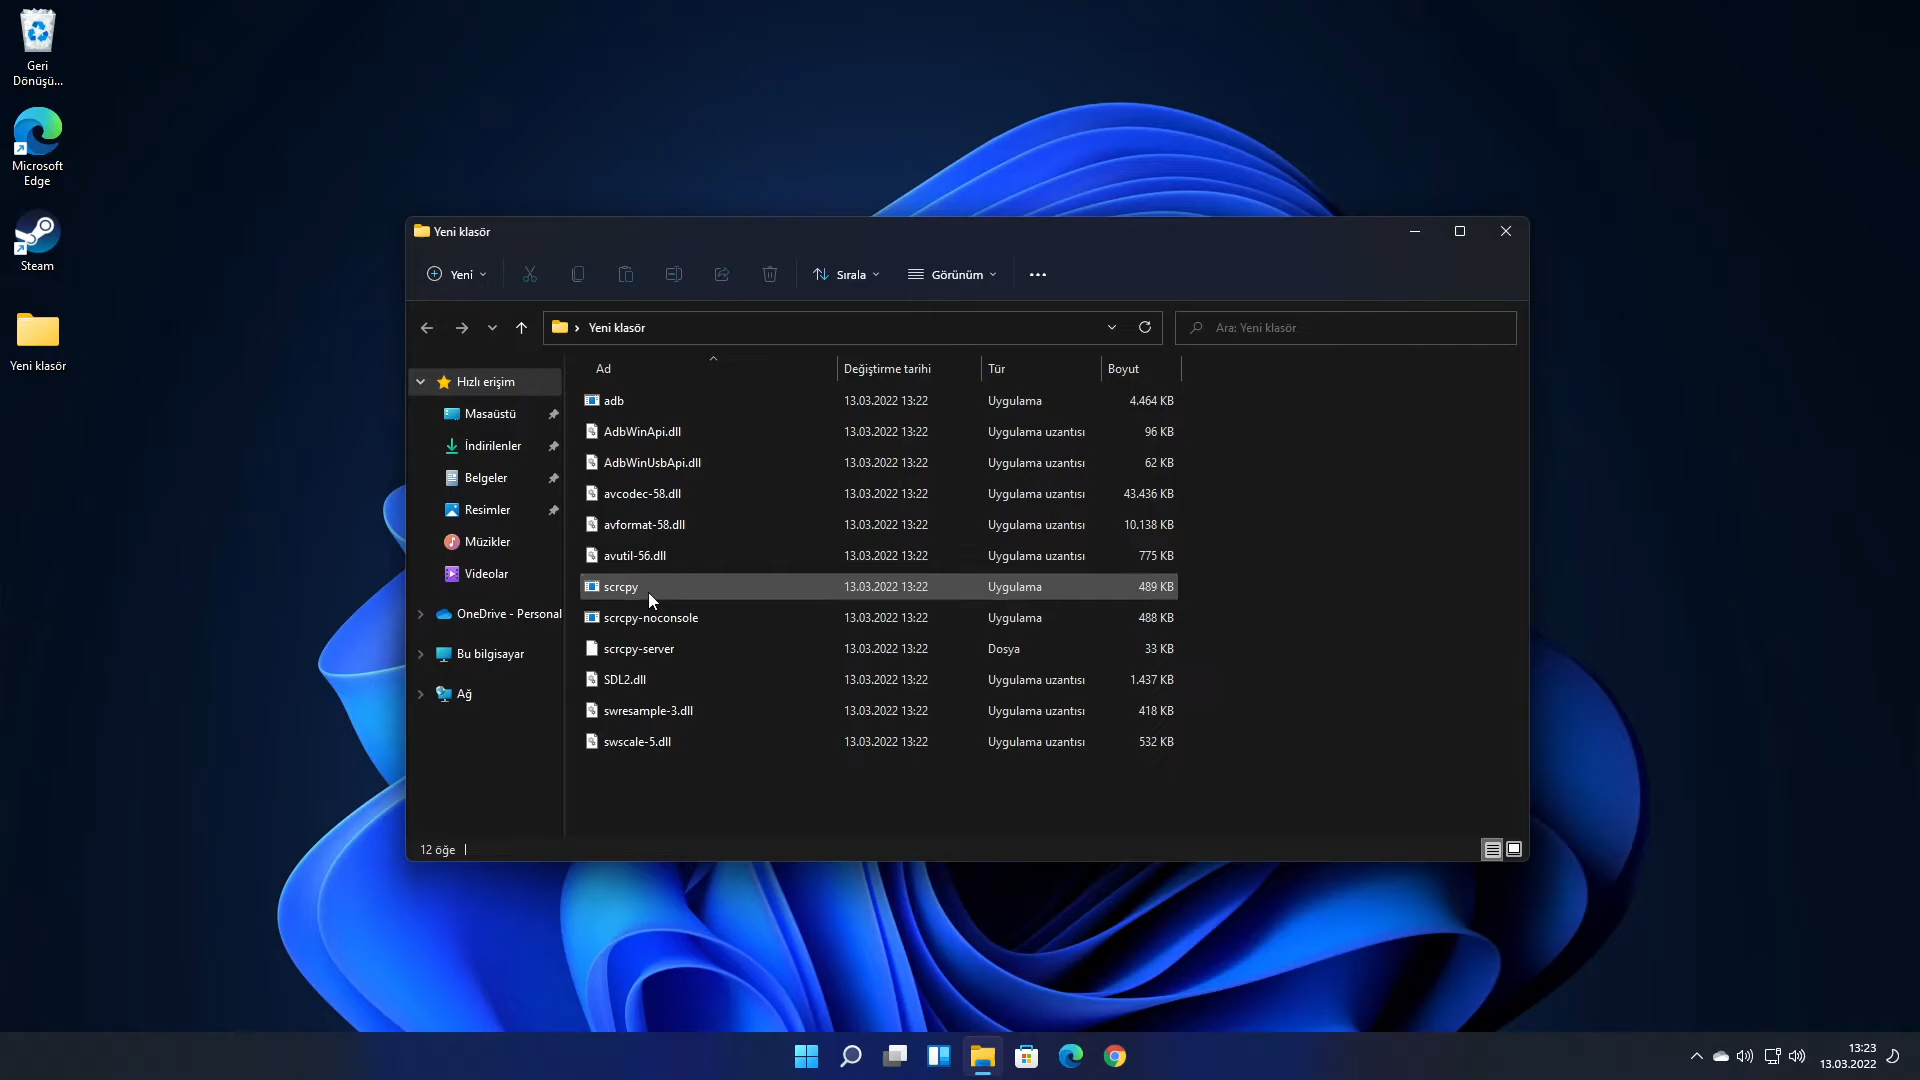 Geri
Dönüşü...
Microsoft
Edge
Steam
Yeni klasör
Yeni klasör
Yeni
Sırala
Görünüm
Yeni klasör
Ara: Yeni klasör
Hızlı erişim
Masaüstü
İndirilenler
Belgeler
Resimler
Müzikler
Videolar
OneDrive - Personal
Bu bilgisayar
Ağ
Ad Değiştirme tarihi Tür Boyut
adb 13.03.2022 13:22 Uygulama 4.464 KB
AdbWinApi.dll 13.03.2022 13:22 Uygulama uzantısı 96 KB
AdbWinUsbApi.dll 13.03.2022 13:22 Uygulama uzantısı 62 KB
avcodec-58.dll 13.03.2022 13:22 Uygulama uzantısı 43.436 KB
avformat-58.dll 13.03.2022 13:22 Uygulama uzantısı 10.138 KB
avutil-56.dll 13.03.2022 13:22 Uygulama uzantısı 775 KB
scrcpy 13.03.2022 13:22 Uygulama 489 KB
scrcpy-noconsole 13.03.2022 13:22 Uygulama 488 KB
scrcpy-server 13.03.2022 13:22 Dosya 33 KB
SDL2.dll 13.03.2022 13:22 Uygulama uzantısı 1.437 KB
swresample-3.dll 13.03.2022 13:22 Uygulama uzantısı 418 KB
swscale-5.dll 13.03.2022 13:22 Uygulama uzantısı 532 KB
12 öğe
13:23
13.03.2022